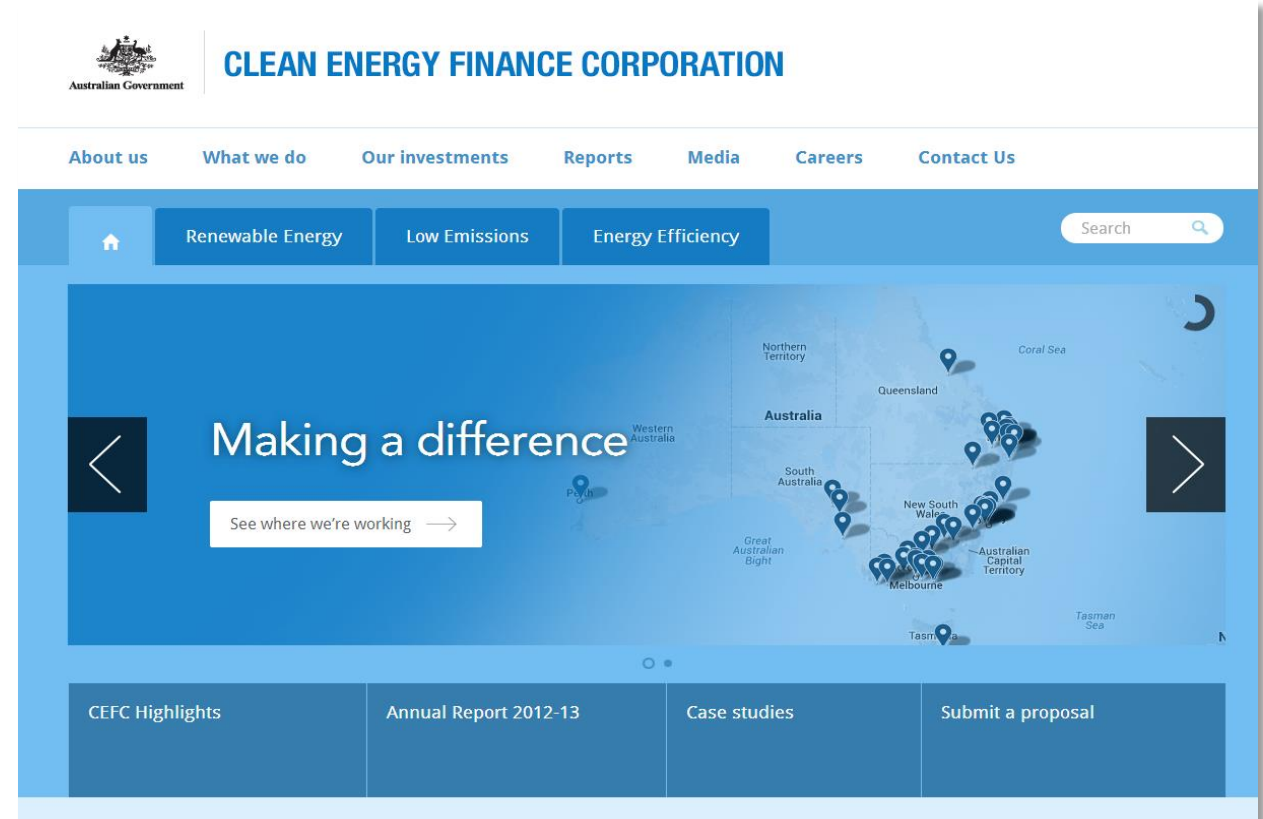 Australian Government
CLEAN ENERGY FINANCE CORPORATION
About us What we do Our investments Reports Media Careers Contact Us
Renewable Energy Low Emissions Energy Efficiency Search
Northern
Territory
Coral Sea
Queensland
Australia
Western
Australia
Making a difference
South
Australia
Perth
New South
Wales
See where we're working
Great
Australian
Bight
Australian
Capital
Territory
Melbourne
Tasman
Sea
N
CEFC Highlights Annual Report 2012-13 Case studies Submit a proposal